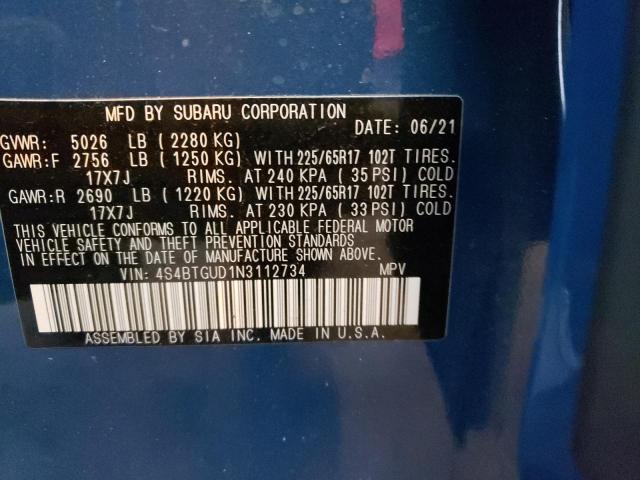 MFD BY SUBARU CORPORATION
DATE: 06/21
GVWR: 5026 LB ( 2280 KG)
GAWR:F 2756 LB ( 1250 KG) WITH 225/65R17 102T TIRES.
17X7J RIMS. AT 240 KPA ( 35 PSI) COLD
GAWR:R 2690 LB ( 1220 KG) WITH 225/65R17 102T TIRES.
17X7J RIMS. AT 230 KPA ( 33 PSI) COLD
THIS VEHICLE CONFORMS TO ALL APPLICABLE FEDERAL MOTOR
VEHICLE SAFETY AND THEFT PREVENTION STANDARDS
IN EFFECT ON THE DATE OF MANUFACTURE SHOWN ABOVE.
VIN: 4S4BTGUD1N3112734 MPV
ASSEMBLED BY SIA INC. MADE IN U.S.A.